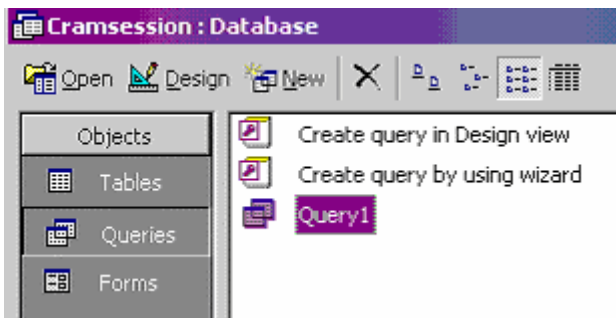 Cramsession : Database
Open Design New
Objects
Tables
Queries
Forms
Create query in Design view
Create query by using wizard
Query1